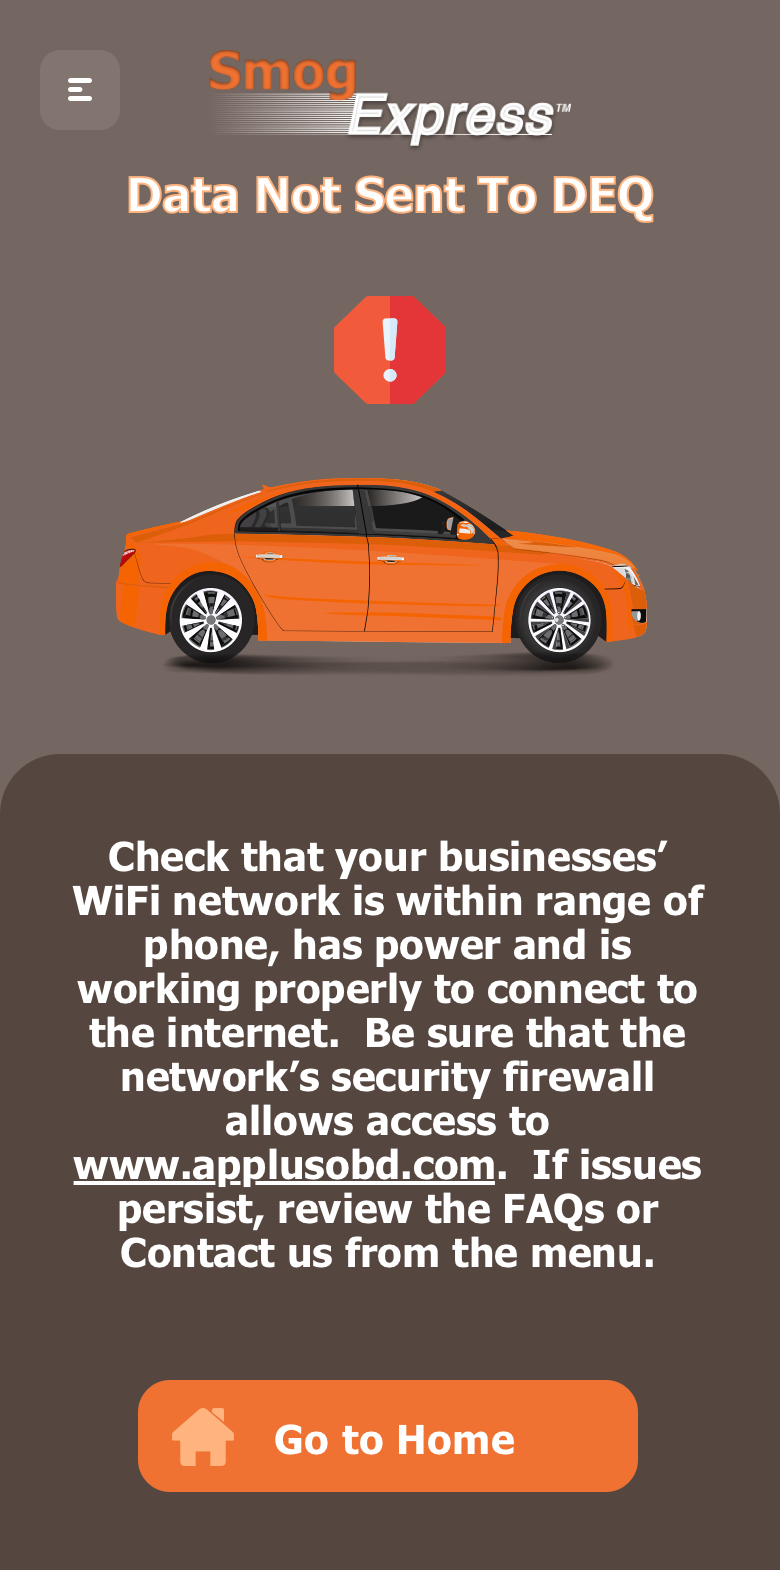 Smog
Express™
Data Not Sent To DEQ
!
Check that your businesses’
WiFi network is within range of
phone, has power and is
working properly to connect to
the internet.  Be sure that the
network’s security firewall
allows access to
www.applusobd.com.  If issues
persist, review the FAQs or
Contact us from the menu.
Go to Home